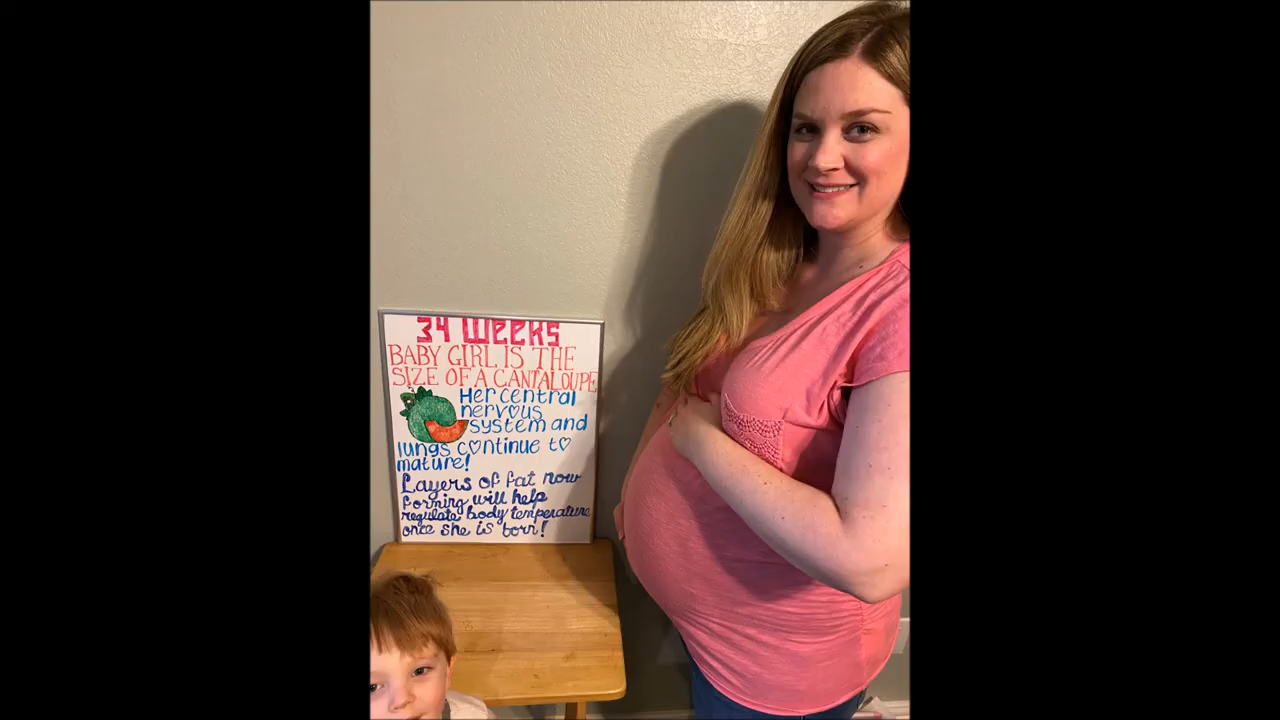 34 WEEKS
BABY GIRL IS THE
SIZE OF A CANTALOUPE
Her central
nervous
system and
lungs continue to
mature!
Layers of fat now
forming will help
regulate body temperature
once she is born!